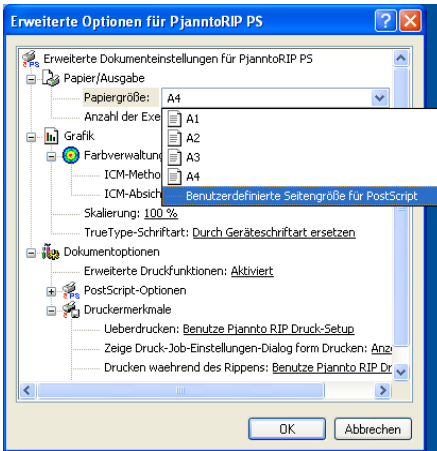 Erweiterte Optionen für PjanntoRIP PS
Erweiterte Dokumenteinstellungen für PjanntoRIP PS
Papier/Ausgabe
Papiergröße: A4
Anzahl der Exe
A1
Grafik
A2
Farbverwaltung
A3
ICM-Metho
A4
ICM-Absich
Benutzerdefinierte Seitengröße für PostScript
Skalierung: 100 %
TrueType-Schriftart: Durch Geräteschriftart ersetzen
Dokumentoptionen
Erweiterte Druckfunktionen: Aktiviert
PostScript-Optionen
Druckermerkmale
Ueberdrucken: Benutze Pjannto RIP Druck-Setup
Zeige Druck-Job-Einstellungen-Dialog form Drucken: Anz
Drucken waehrend des Rippens: Benutze Pjannto RIP Dr
OK Abbrechen